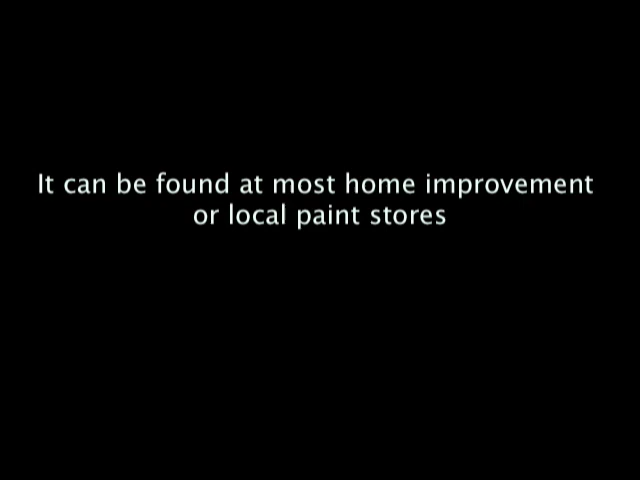 It can be found at most home improvement
or local paint stores